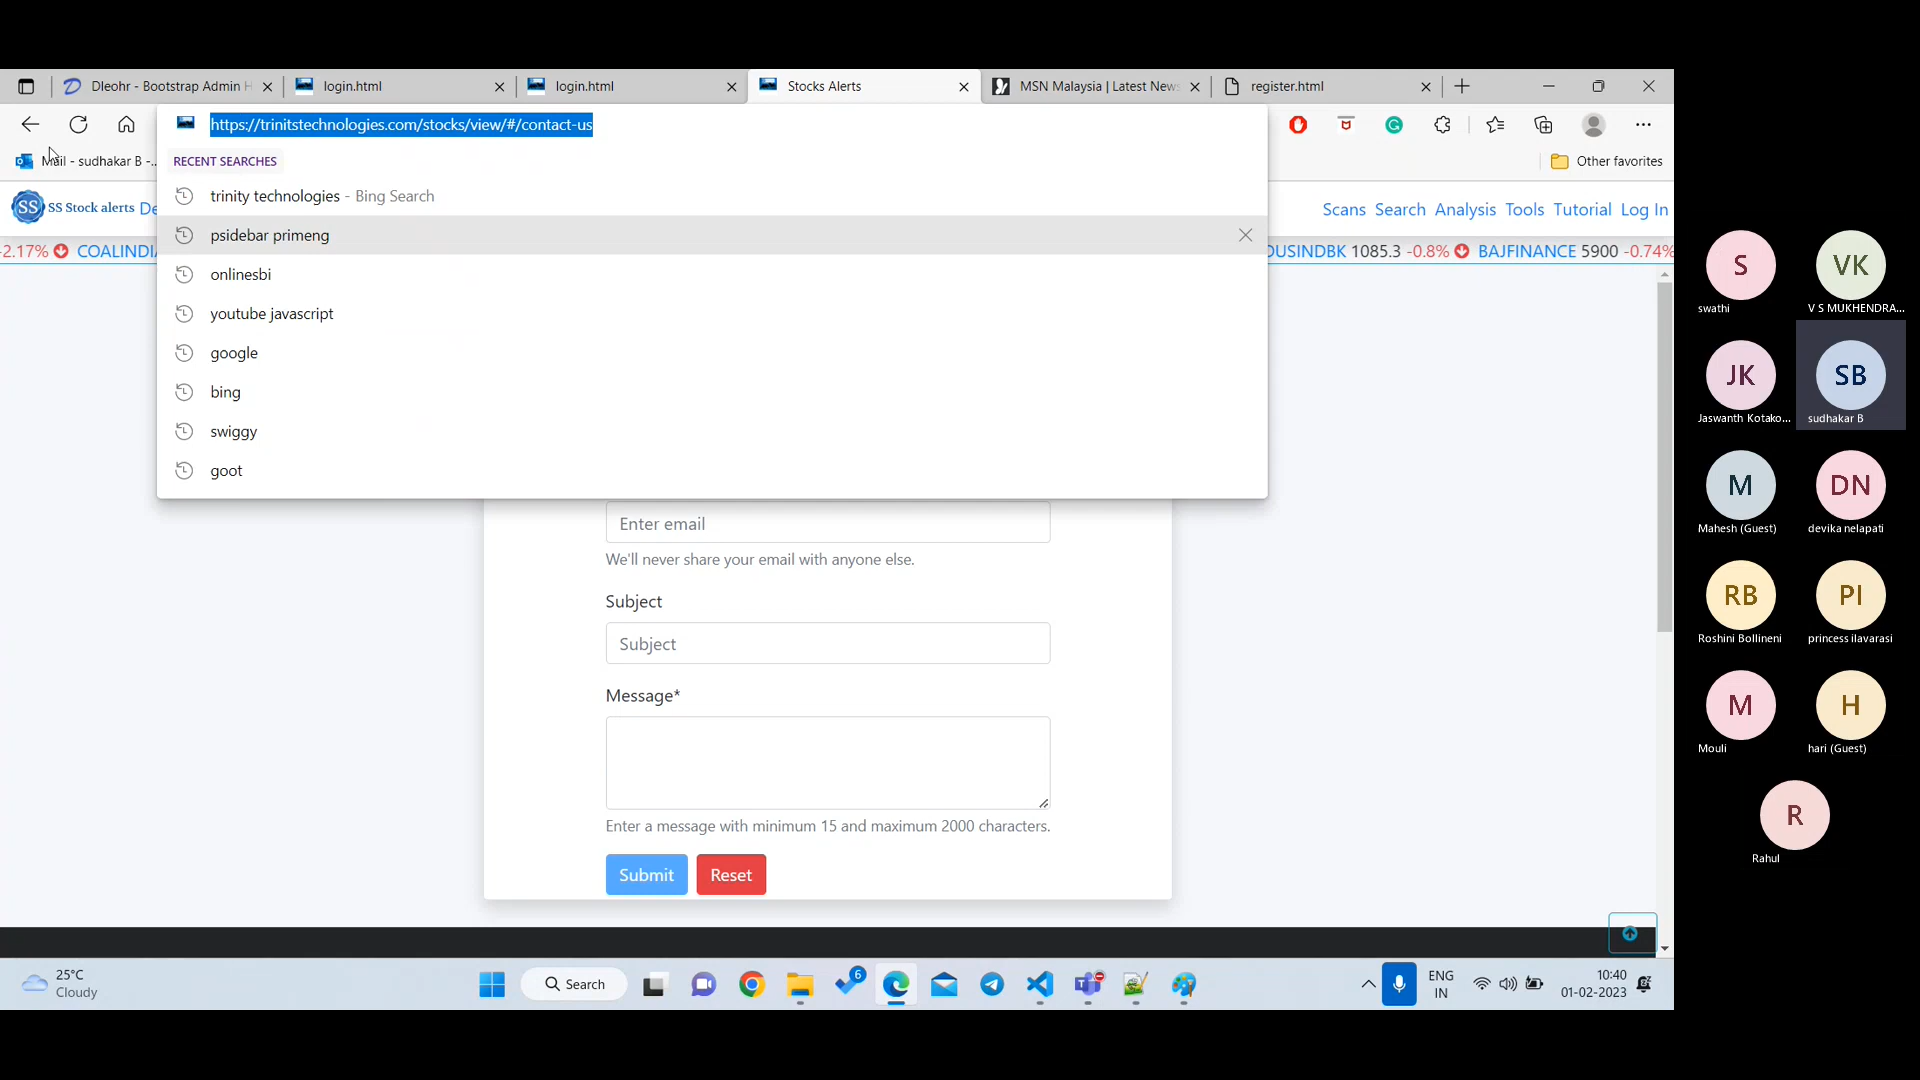 Dleohr - Bootstrap Admin H
login.html
login.html
Stocks Alerts
MSN Malaysia | Latest News
register.html
https://trinitstechnologies.com/stocks/view/#/contact-us
Mail - sudhakar B -...
Other favorites
RECENT SEARCHES
trinity technologies - Bing Search
psidebar primeng
onlinesbi
youtube javascript
google
bing
swiggy
goot
SS SS Stock alerts De
Scans Search Analysis Tools Tutorial Log In
-2.17% COALINDIA
DUSINDBK 1085.3 -0.8% BAJFINANCE 5900 -0.74%
Enter email
We'll never share your email with anyone else.
Subject
Subject
Message*
Enter a message with minimum 15 and maximum 2000 characters.
Submit Reset
25°C
Cloudy
Search
6
ENG
IN
10:40
01-02-2023
S
swathi
VK
V S MUKHENDRA...
JK
Jaswanth Kotako...
SB
sudhakar B
M
Mahesh (Guest)
DN
devika nelapati
RB
Roshini Bollineni
PI
princess ilavarasi
M
Mouli
H
hari (Guest)
R
Rahul